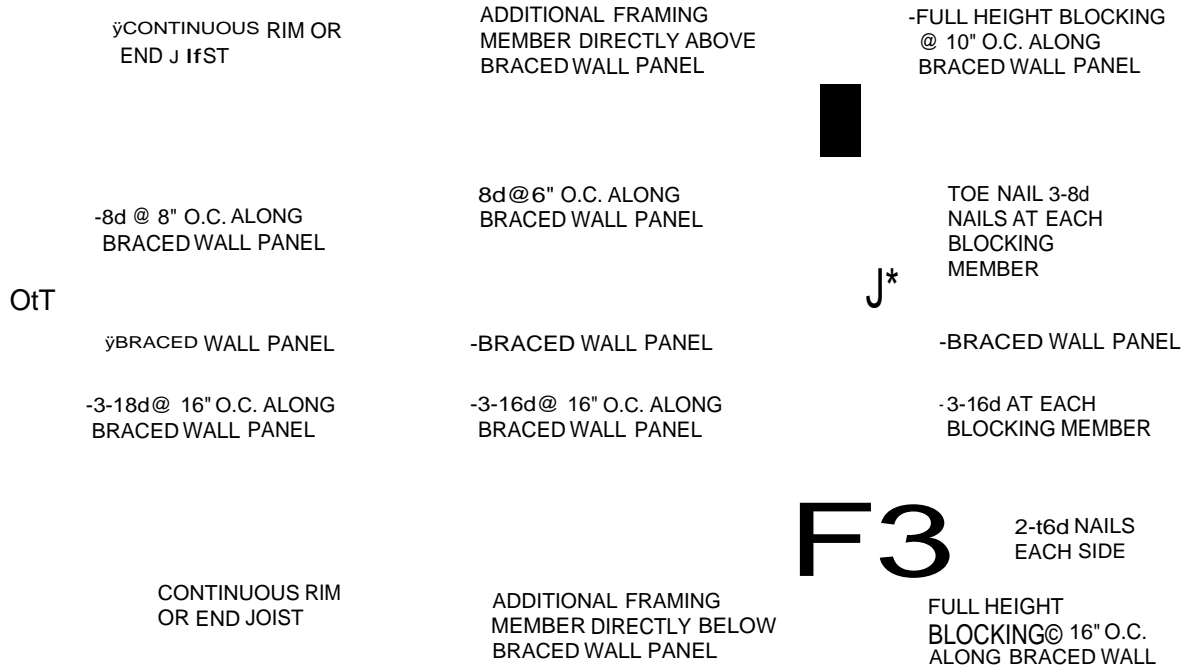 ÿCONTINUOUS RIM OR
END J IfST
ADDITIONAL FRAMING
MEMBER DIRECTLY ABOVE
BRACED WALL PANEL
-FULL HEIGHT BLOCKING
@ 10" O.C. ALONG
BRACED WALL PANEL
-8d @ 8" O.C. ALONG
BRACED WALL PANEL
8d@6" O.C. ALONG
BRACED WALL PANEL
TOE NAIL 3-8d
NAILS AT EACH
BLOCKING
MEMBER
OtT
J*
ÿBRACED WALL PANEL
-BRACED WALL PANEL
-BRACED WALL PANEL
-3-18d@ 16" O.C. ALONG
BRACED WALL PANEL
-3-16d@ 16" O.C. ALONG
BRACED WALL PANEL
-3-16d AT EACH
BLOCKING MEMBER
F3
2-t6d NAILS
EACH SIDE
CONTINUOUS RIM
OR END JOIST
ADDITIONAL FRAMING
MEMBER DIRECTLY BELOW
BRACED WALL PANEL
FULL HEIGHT
BLOCKING© 16" O.C.
ALONG BRACED WALL